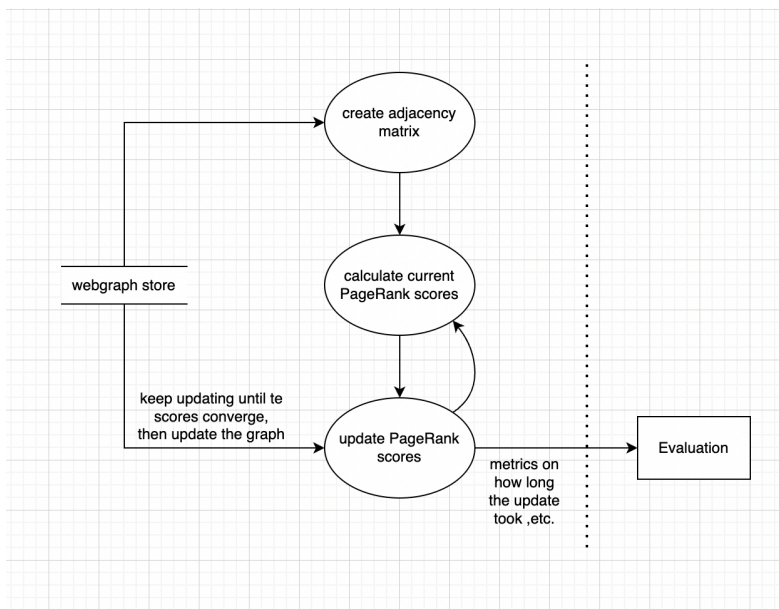 create adjacency
matrix
calculate current
PageRank scores
webgraph store
keep updating until te
scores converge,
then update the graph
update PageRank
scores
metrics on
how long
the update
took ,etc.
Evaluation